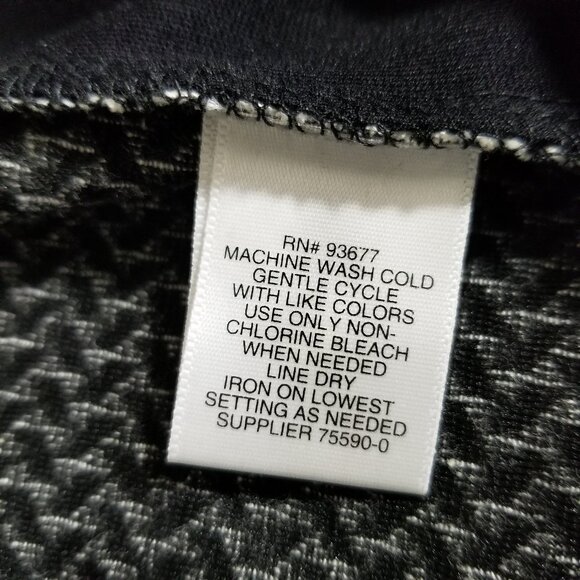 RN# 93677
MACHINE WASH COLD
GENTLE CYCLE
WITH LIKE COLORS
USE ONLY NON-
CHLORINE BLEACH
WHEN NEEDED
LINE DRY
IRON ON LOWEST
SETTING AS NEEDED
SUPPLIER 75590-0